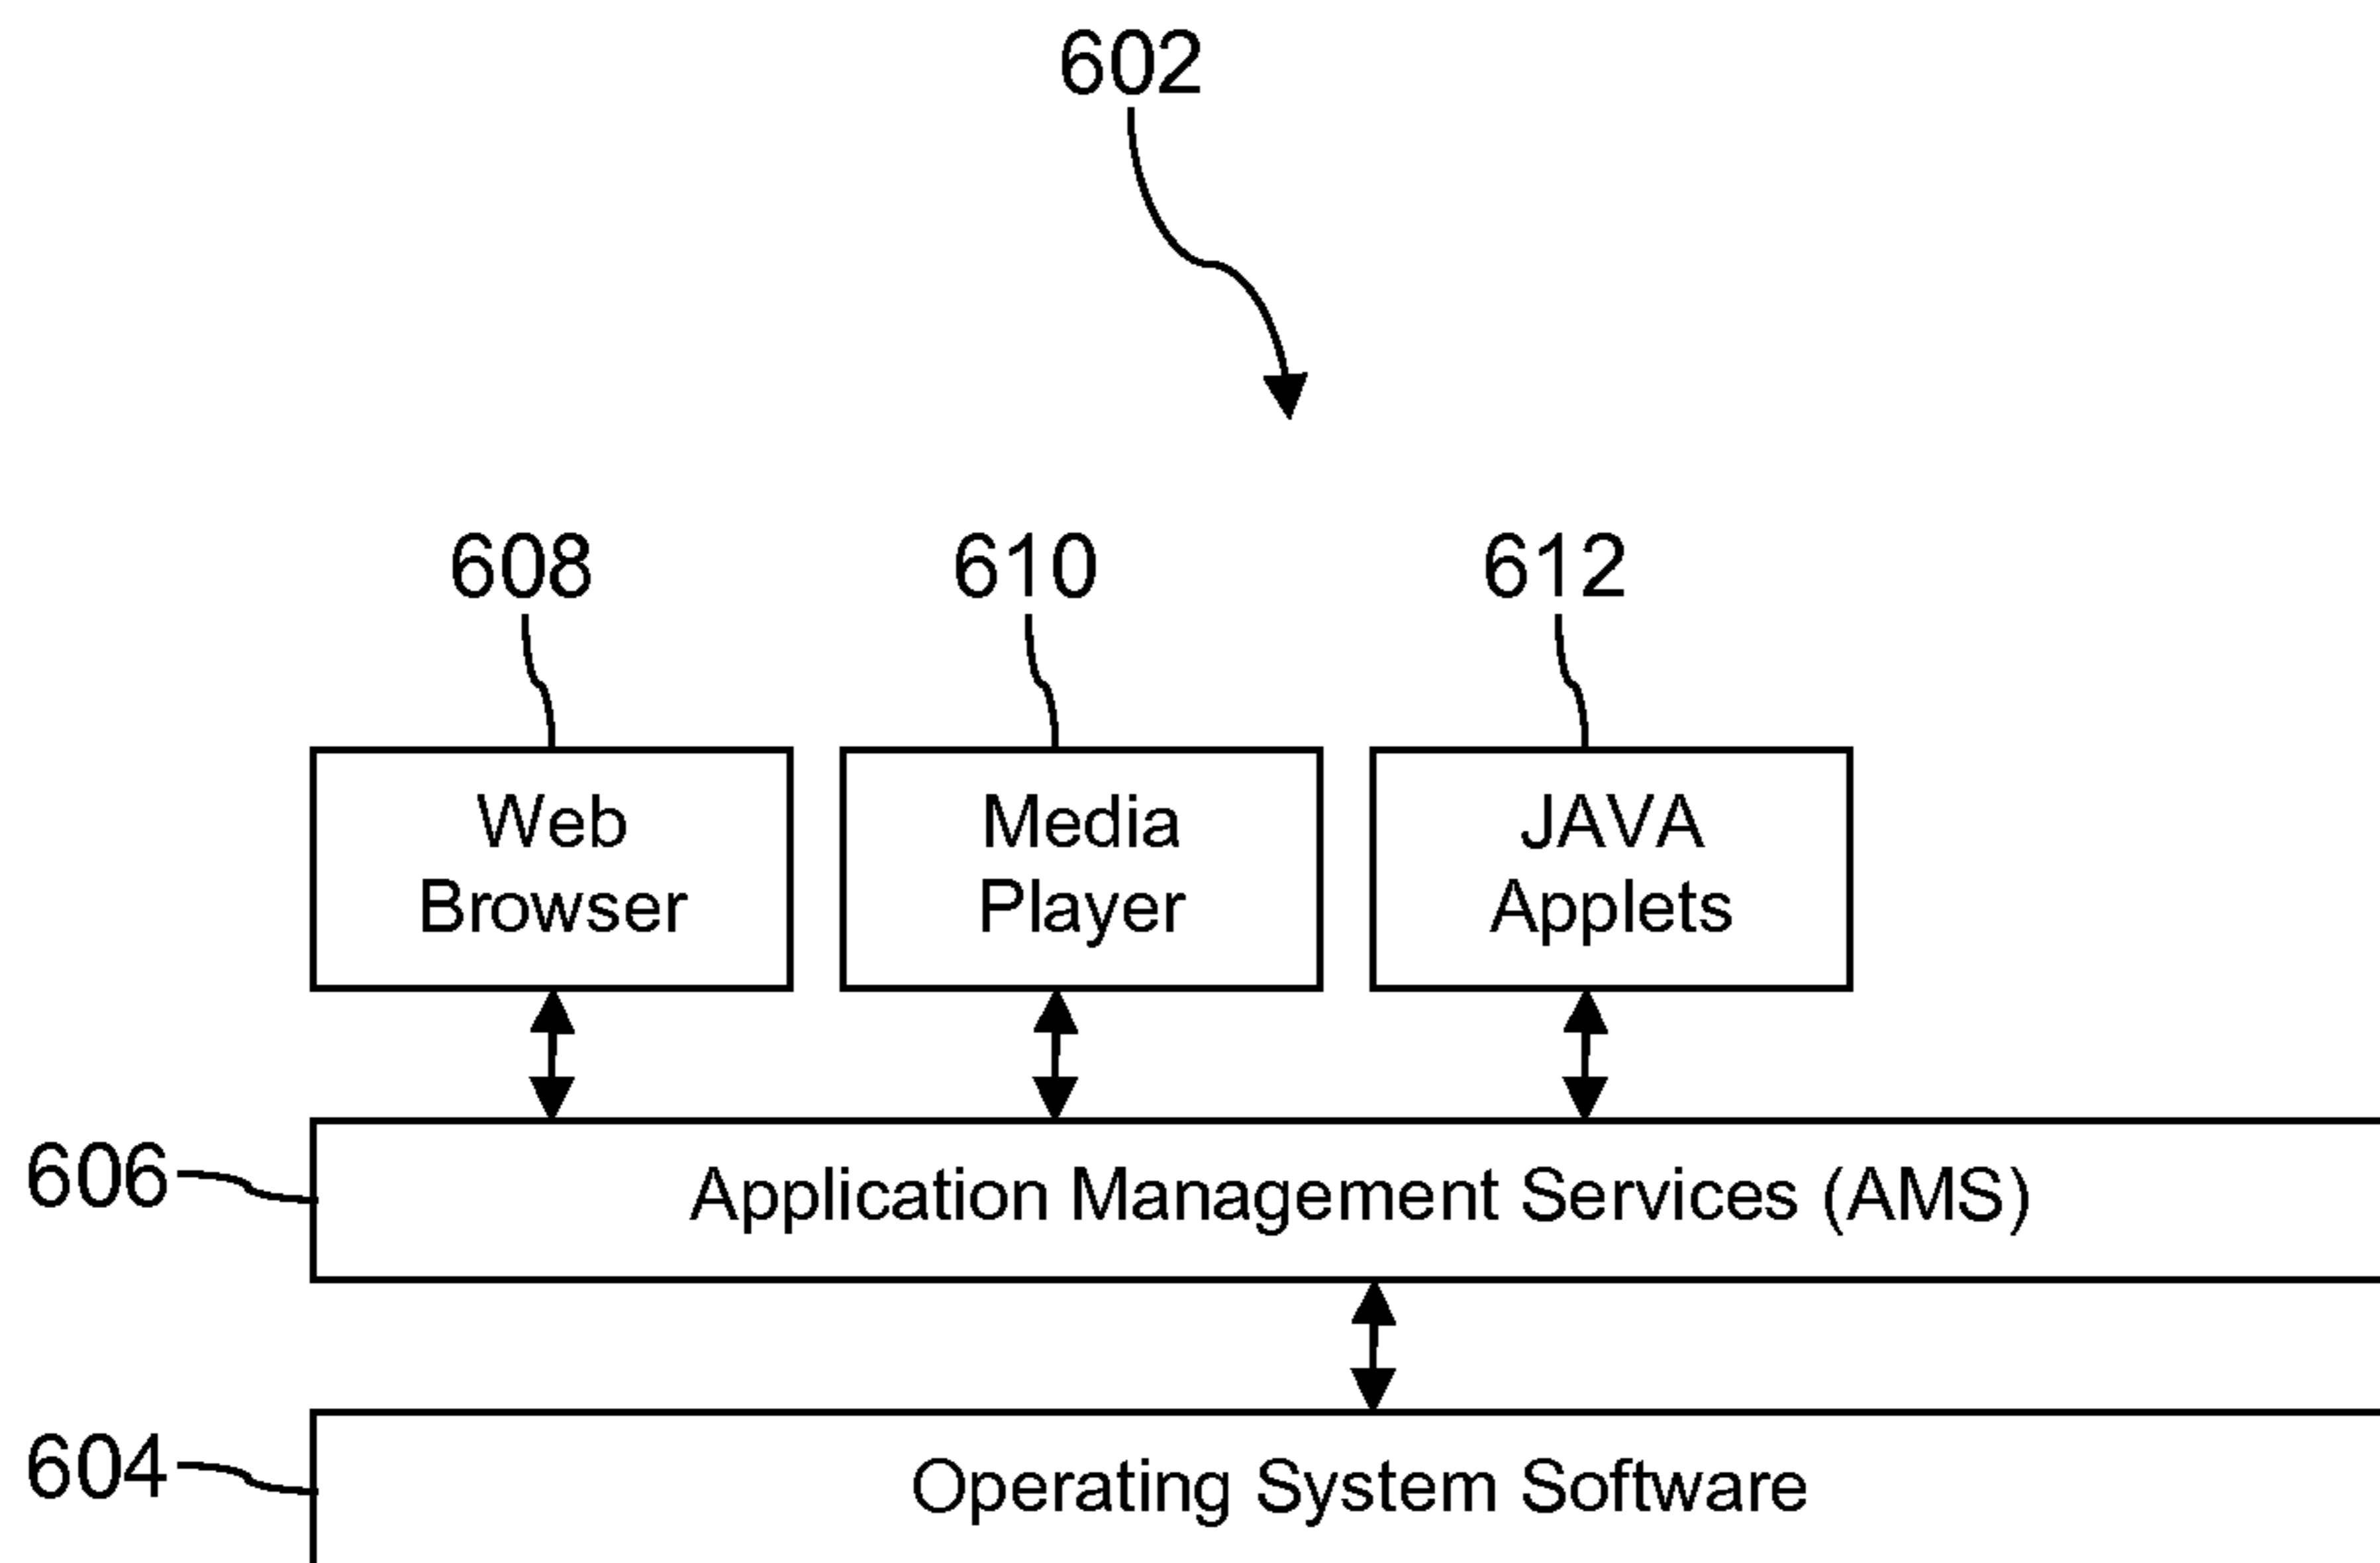 602
608
610
612
Web
Browser
Media
Player
JAVA
Applets
606
Application Management Services (AMS)
604
Operating System Software